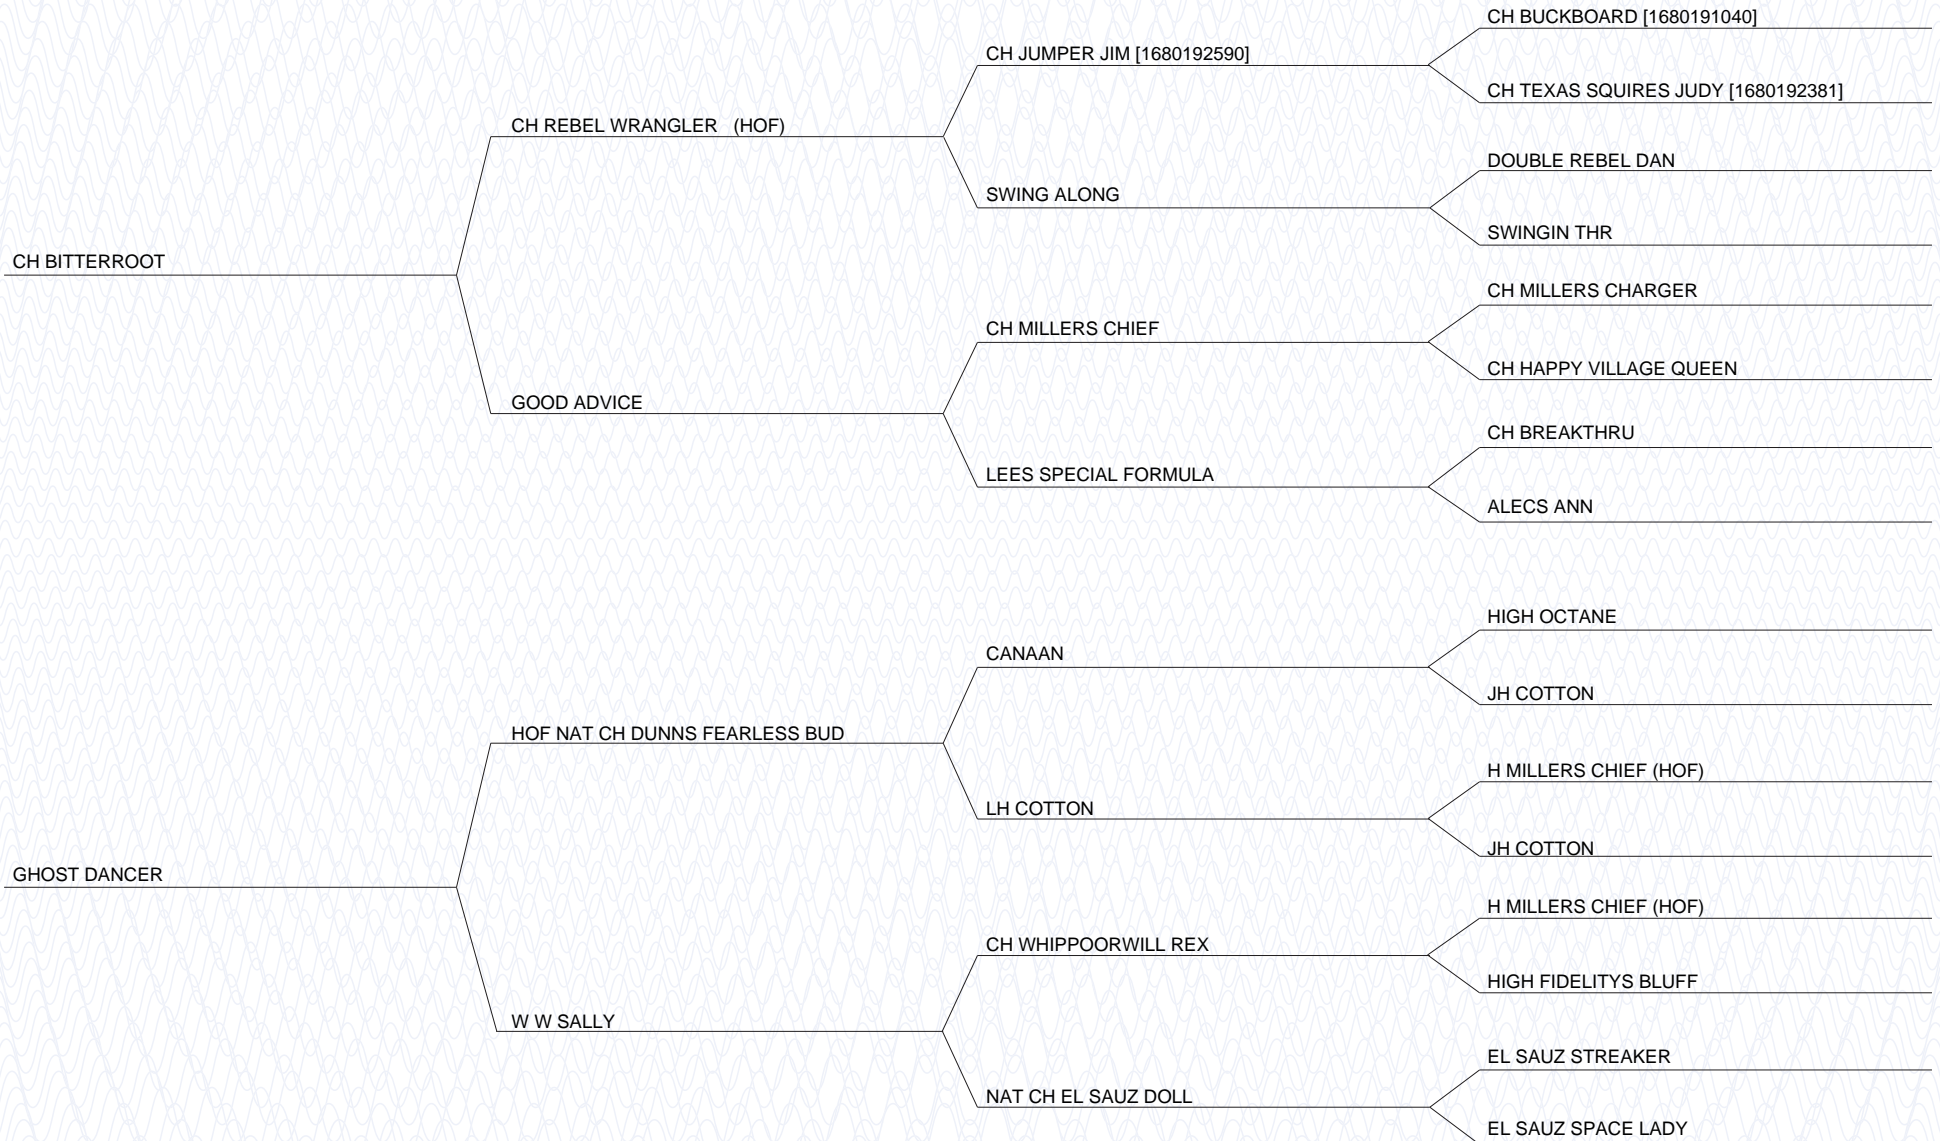 CH BUCKBOARD [1680191040]
CH JUMPER JIM [1680192590]
CH TEXAS SQUIRES JUDY [1680192381]
CH REBEL WRANGLER (HOF)
DOUBLE REBEL DAN
SWING ALONG
SWINGIN THR
CH BITTERROOT
CH MILLERS CHARGER
CH MILLERS CHIEF
CH HAPPY VILLAGE QUEEN
GOOD ADVICE
CH BREAKTHRU
LEES SPECIAL FORMULA
ALECS ANN
HIGH OCTANE
CANAAN
JH COTTON
HOF NAT CH DUNNS FEARLESS BUD
H MILLERS CHIEF (HOF)
LH COTTON
JH COTTON
GHOST DANCER
H MILLERS CHIEF (HOF)
CH WHIPPOORWILL REX
HIGH FIDELITYS BLUFF
W W SALLY
EL SAUZ STREAKER
NAT CH EL SAUZ DOLL
EL SAUZ SPACE LADY